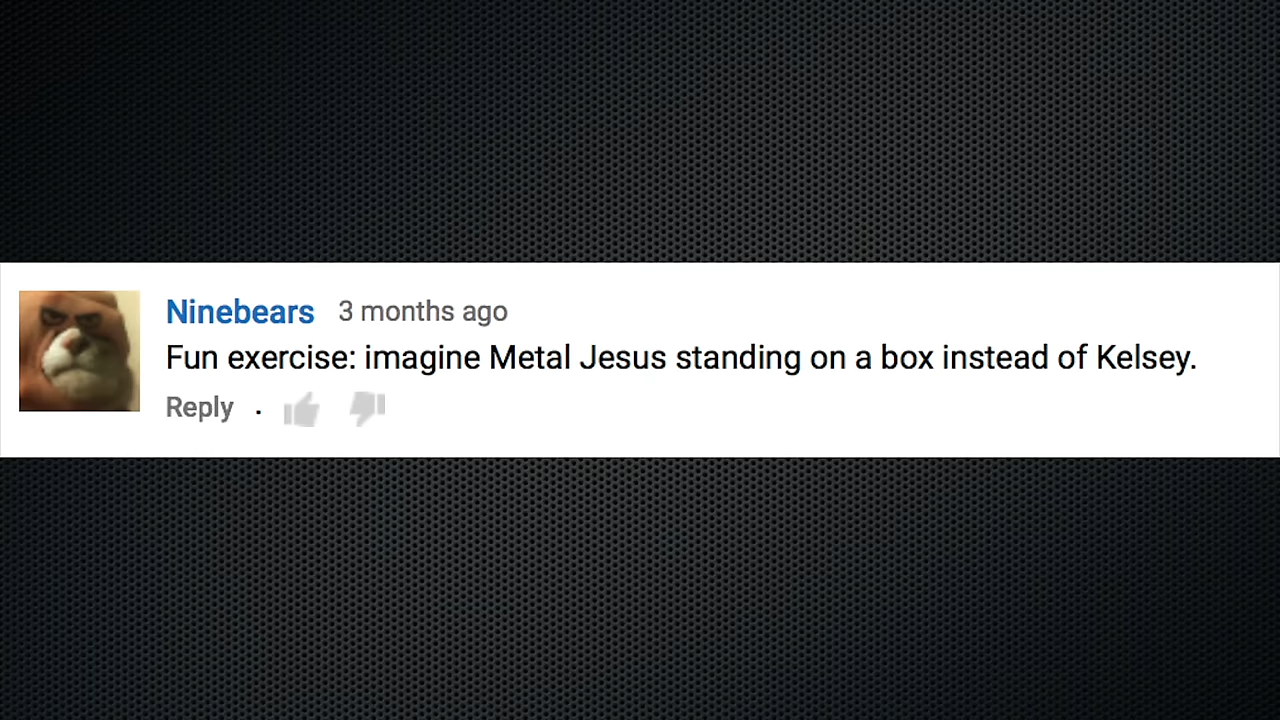 Ninebears 3 months ago
Fun exercise: imagine Metal Jesus standing on a box instead of Kelsey.
Reply .